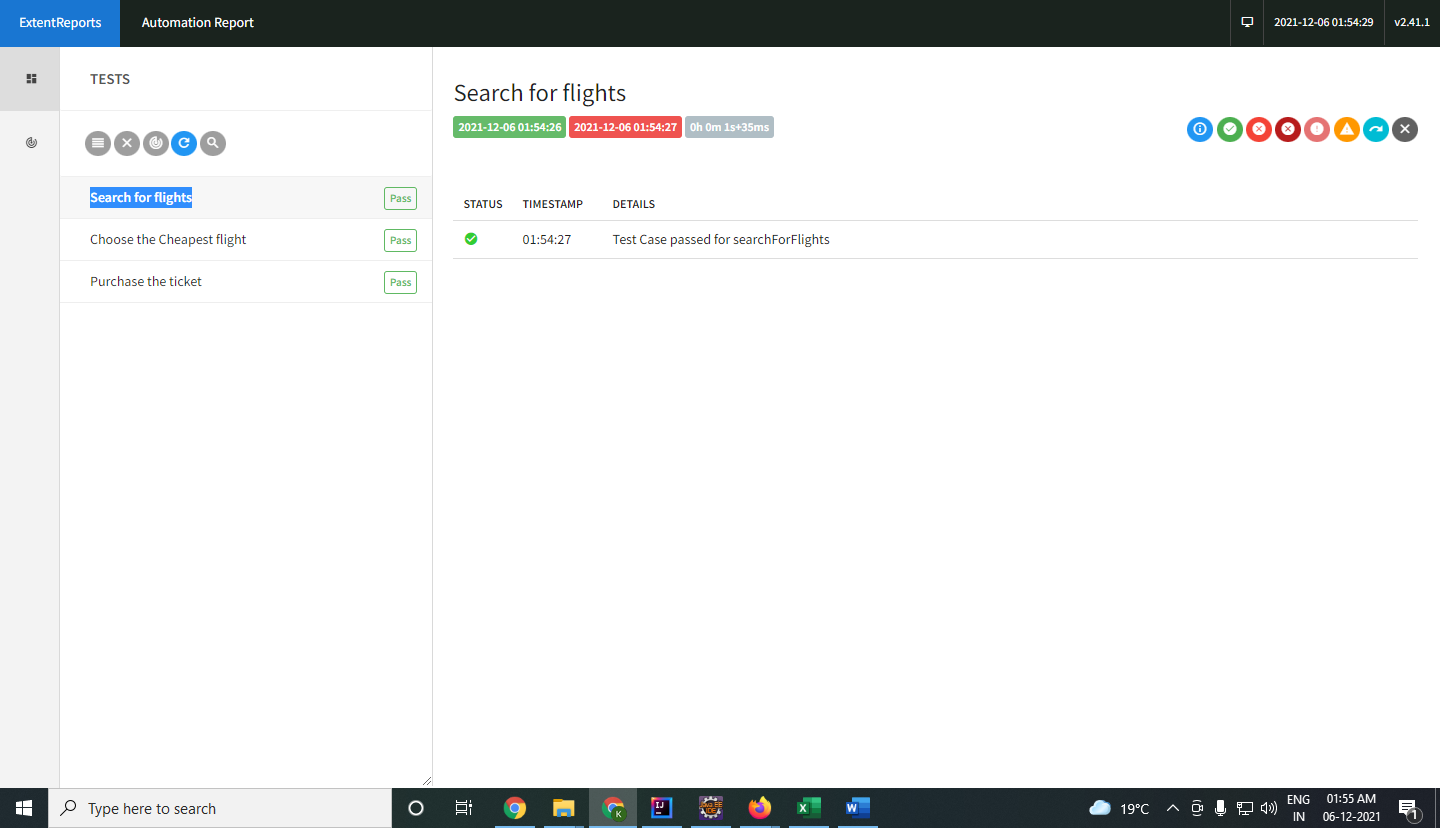 ExtentReports Automation Report 2021-12-06 01:54:29 v2.41.1
TESTS
Search for flights Pass
Choose the Cheapest flight Pass
Purchase the ticket Pass
Search for flights
2021-12-06 01:54:26 2021-12-06 01:54:27 0h 0m 1s+35ms
STATUS TIMESTAMP DETAILS
01:54:27 Test Case passed for searchForFlights
Type here to search
K
IJ
X
W
19°C
ENG
IN
01:55 AM
06-12-2021
1